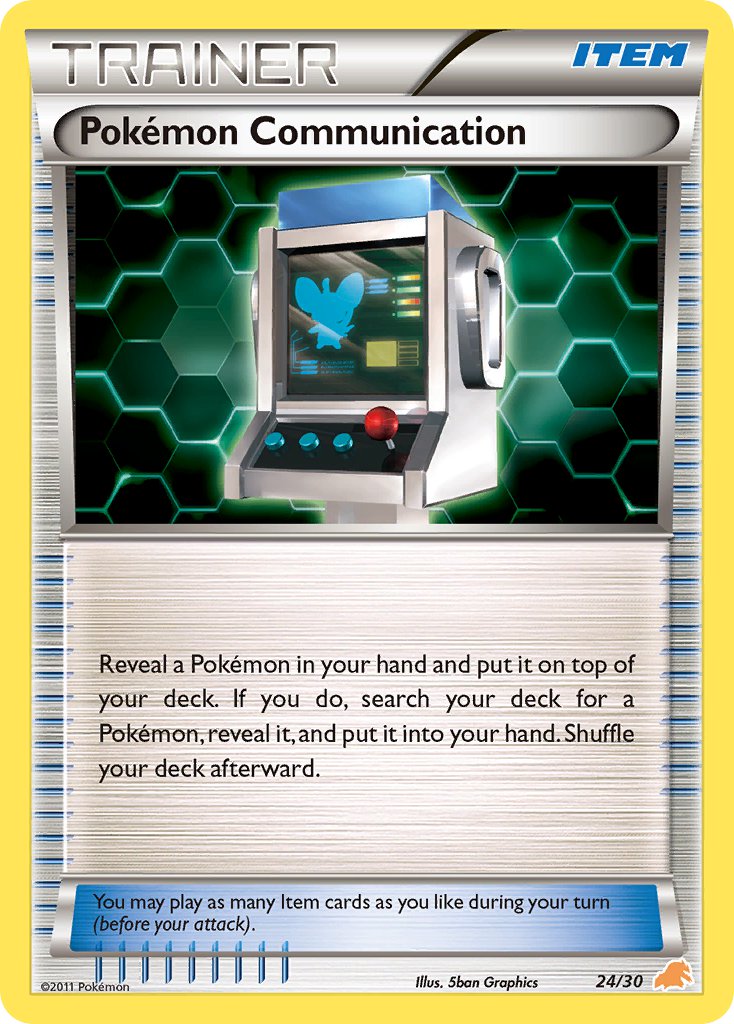 TRAINER
ITEM
Pokémon Communication
Reveal a Pokémon in your hand and put it on top of
your deck. If you do, search your deck for a
Pokémon, reveal it, and put it into your hand. Shuffle
your deck afterward.
You may play as many Item cards as you like during your turn
(before your attack).
©2011 Pokémon
Illus. 5ban Graphics
24/30